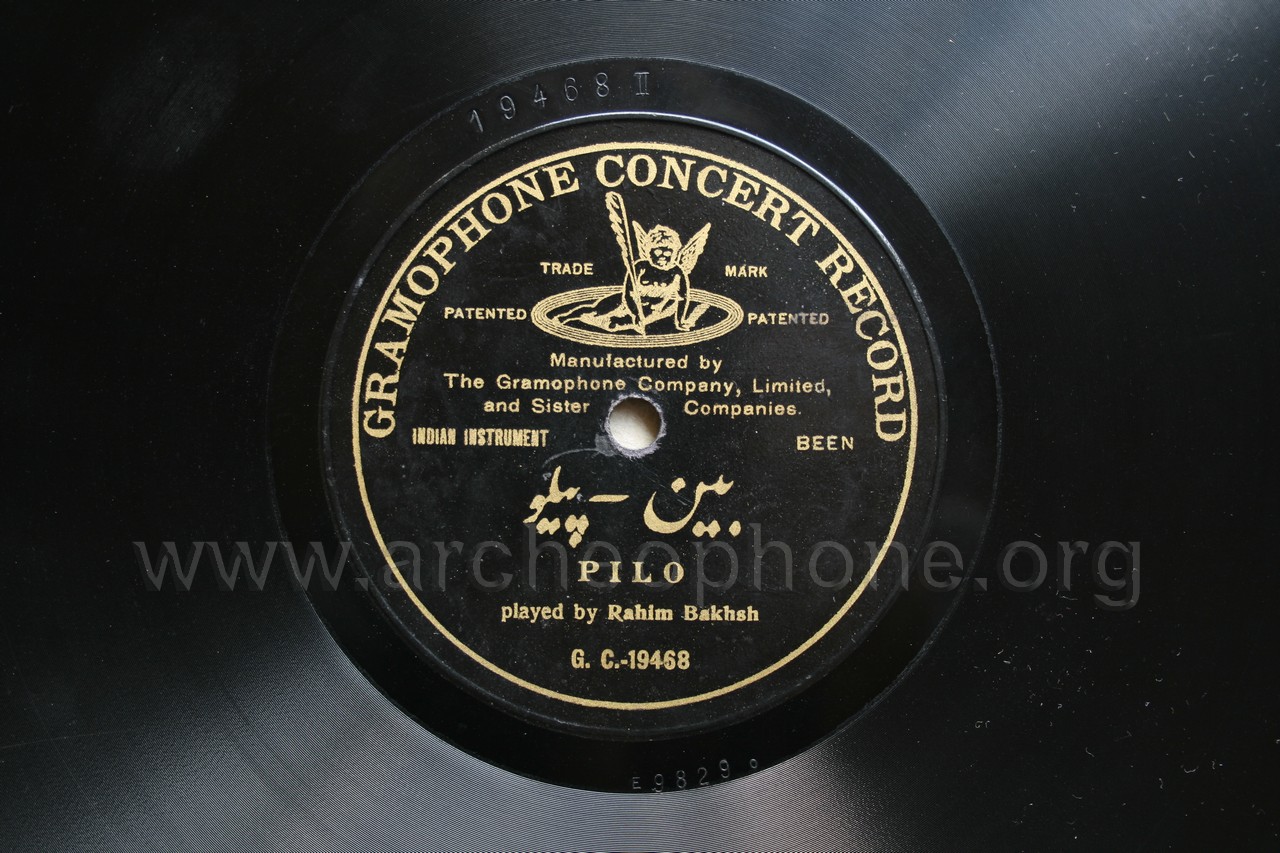 19468 II
GRAMOPHONE CONCERT RECORD
TRADE MARK
PATENTED PATENTED
Manufactured by
The Gramophone Company, Limited,
and Sister Companies.
INDIAN INSTRUMENT BEEN
بین - پیلو
www.archeophone.org
PILO
played by Rahim Bakhsh
G. C.-19468
E 9829 o